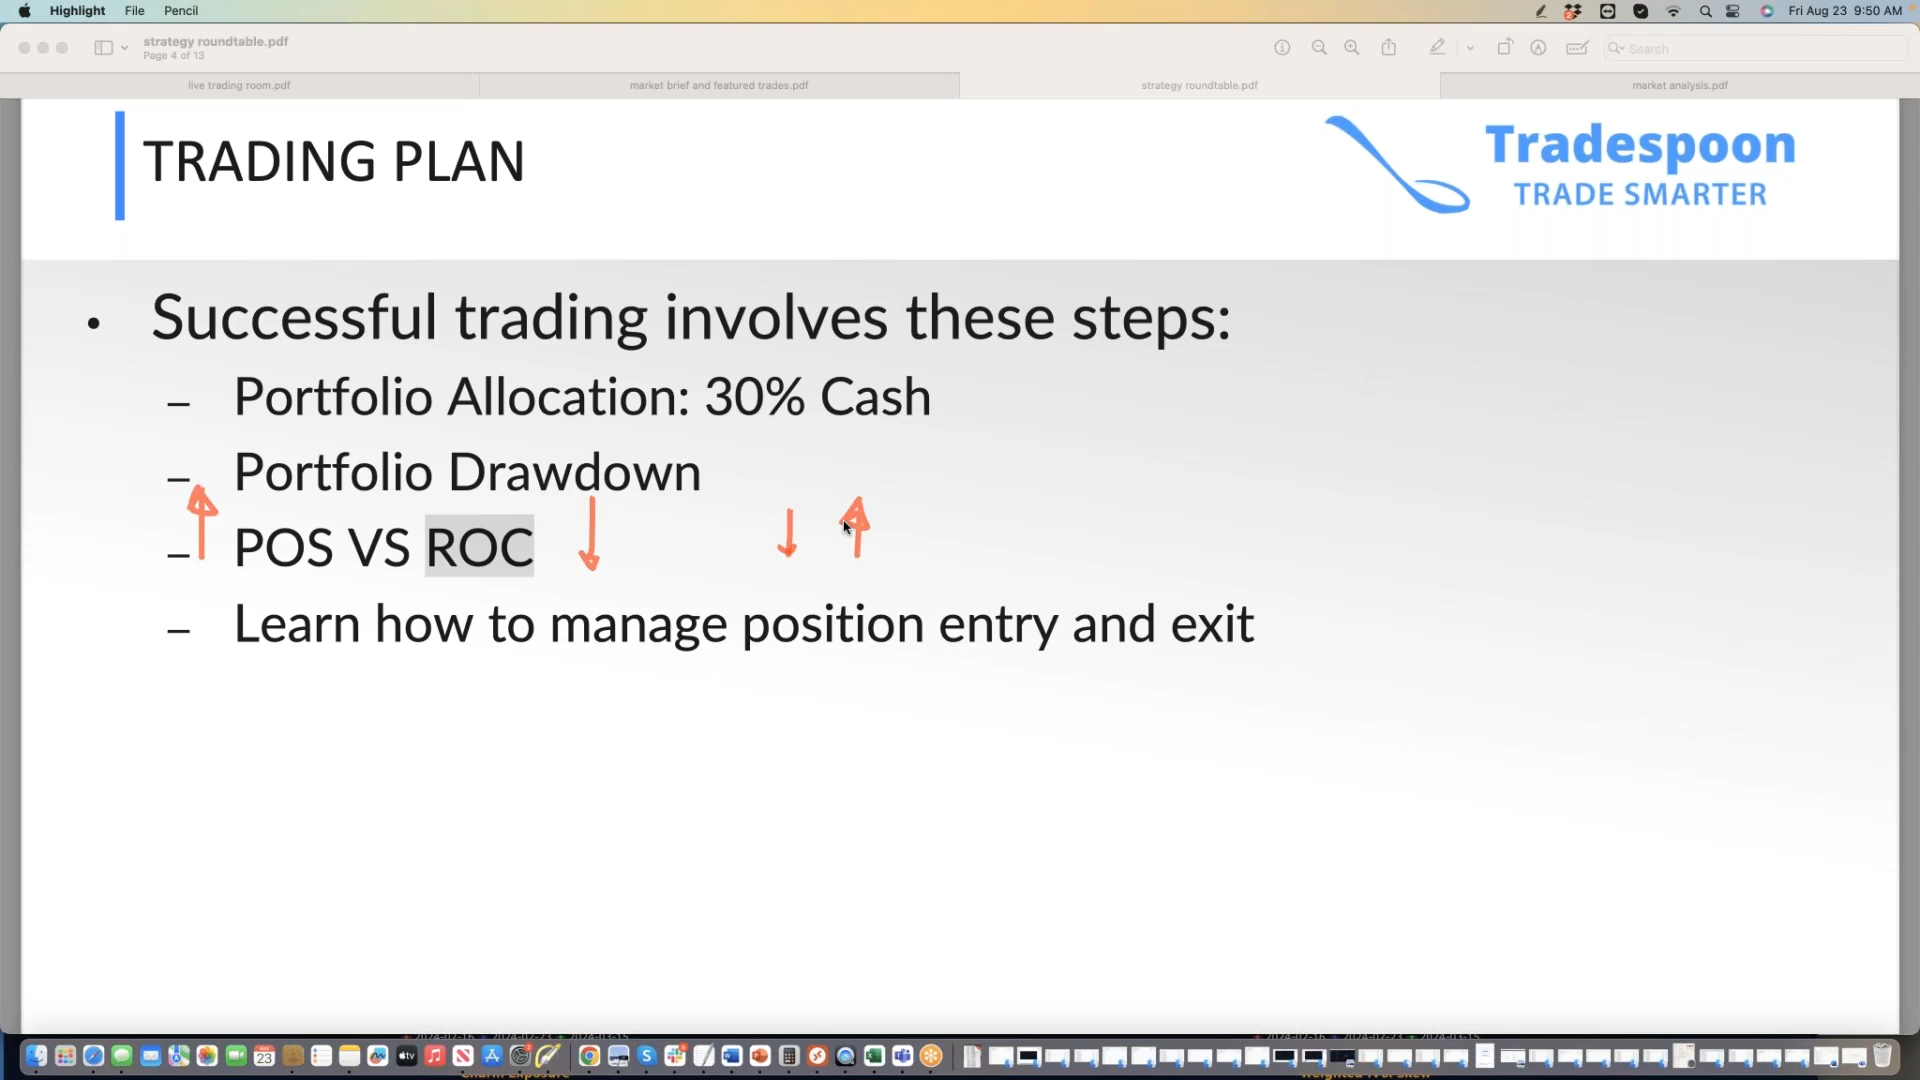 Highlight File Pencil Fri Aug 23 9:50 AM
strategy roundtable.pdf
Page 4 of 13
Search
live trading room.pdf market brief and featured trades.pdf strategy roundtable.pdf market analysis.pdf
TRADING PLAN
Tradespoon
TRADE SMARTER
• Successful trading involves these steps:
– Portfolio Allocation: 30% Cash
– Portfolio Drawdown
– POS VS ROC
– Learn how to manage position entry and exit